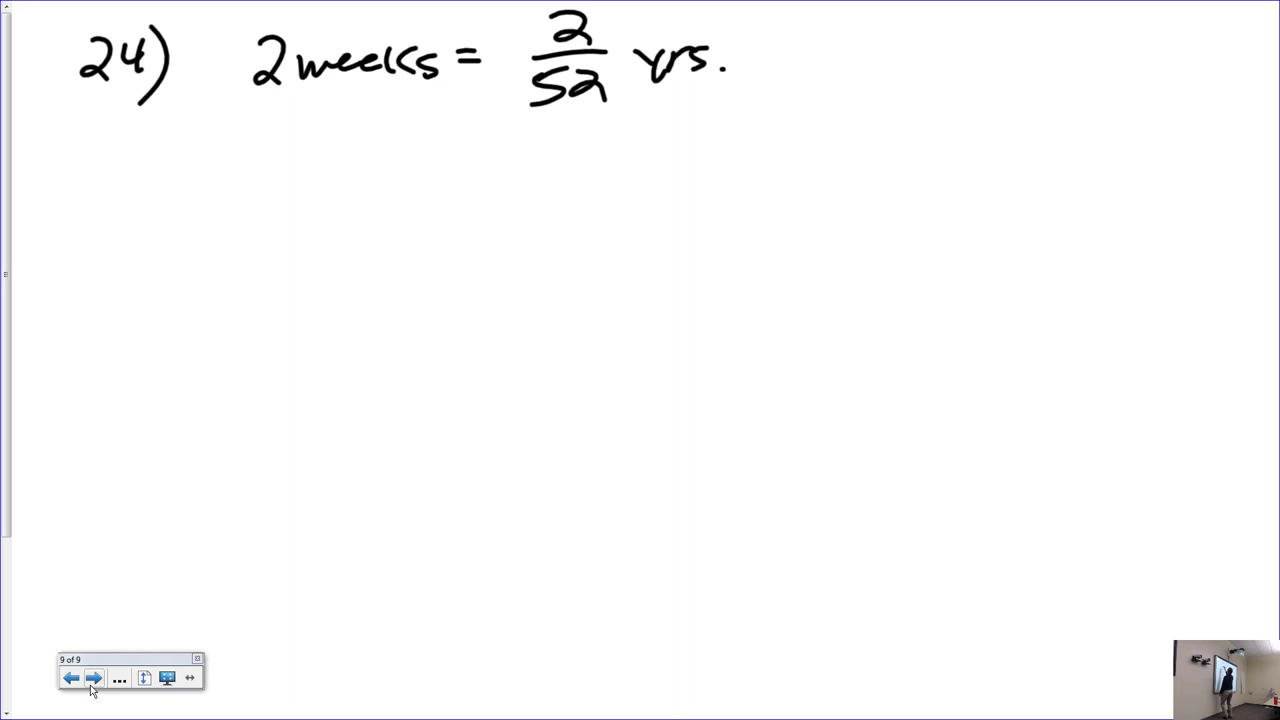 24) 2 weeks = 2/52 yrs.
9 of 9